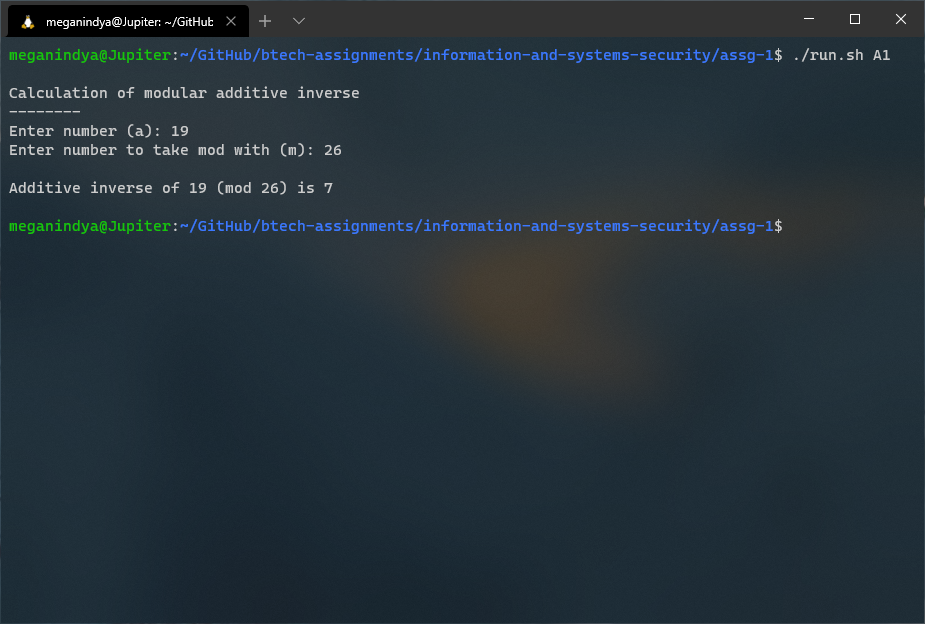 meganindya@Jupiter: ~/GitHub
meganindya@Jupiter:~/GitHub/btech-assignments/information-and-systems-security/assg-1$ ./run.sh A1
Calculation of modular additive inverse
--------
Enter number (a): 19
Enter number to take mod with (m): 26
Additive inverse of 19 (mod 26) is 7
meganindya@Jupiter:~/GitHub/btech-assignments/information-and-systems-security/assg-1$